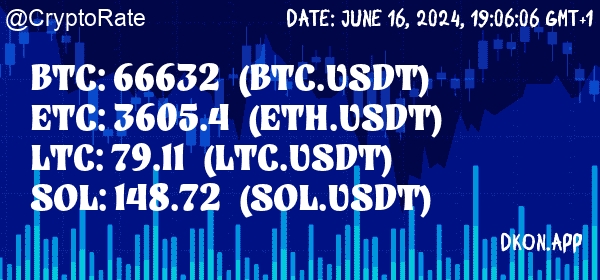 @CryptoRate
DATE: JUNE 16, 2024, 19:06:06 GMT+1
BTC: 66632 (BTC.USDT)
ETC: 3605.4 (ETH.USDT)
LTC: 79.11 (LTC.USDT)
SOL: 148.72 (SOL.USDT)
DKON.APP